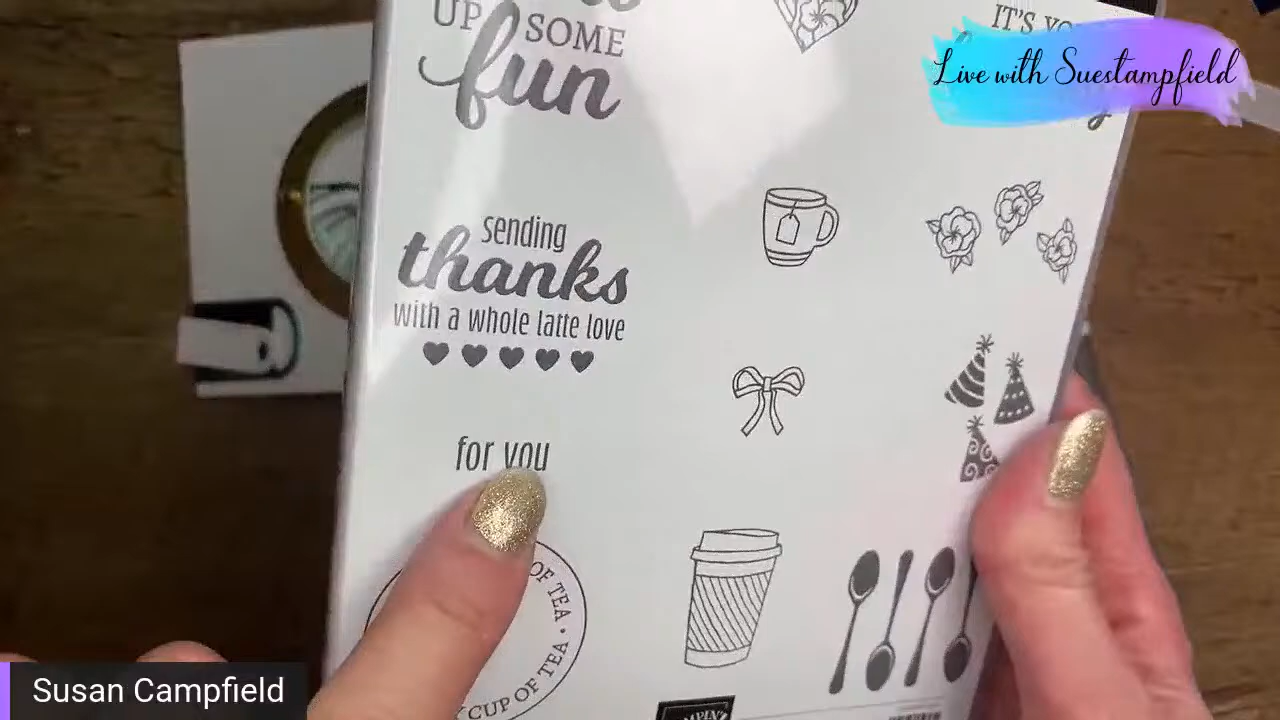 UP SOME
fun
IT'S
Live with Suestampfield
sending
thanks
with a whole latte love
for you
OF TEA •
CUP OF TEA
Susan Campfield